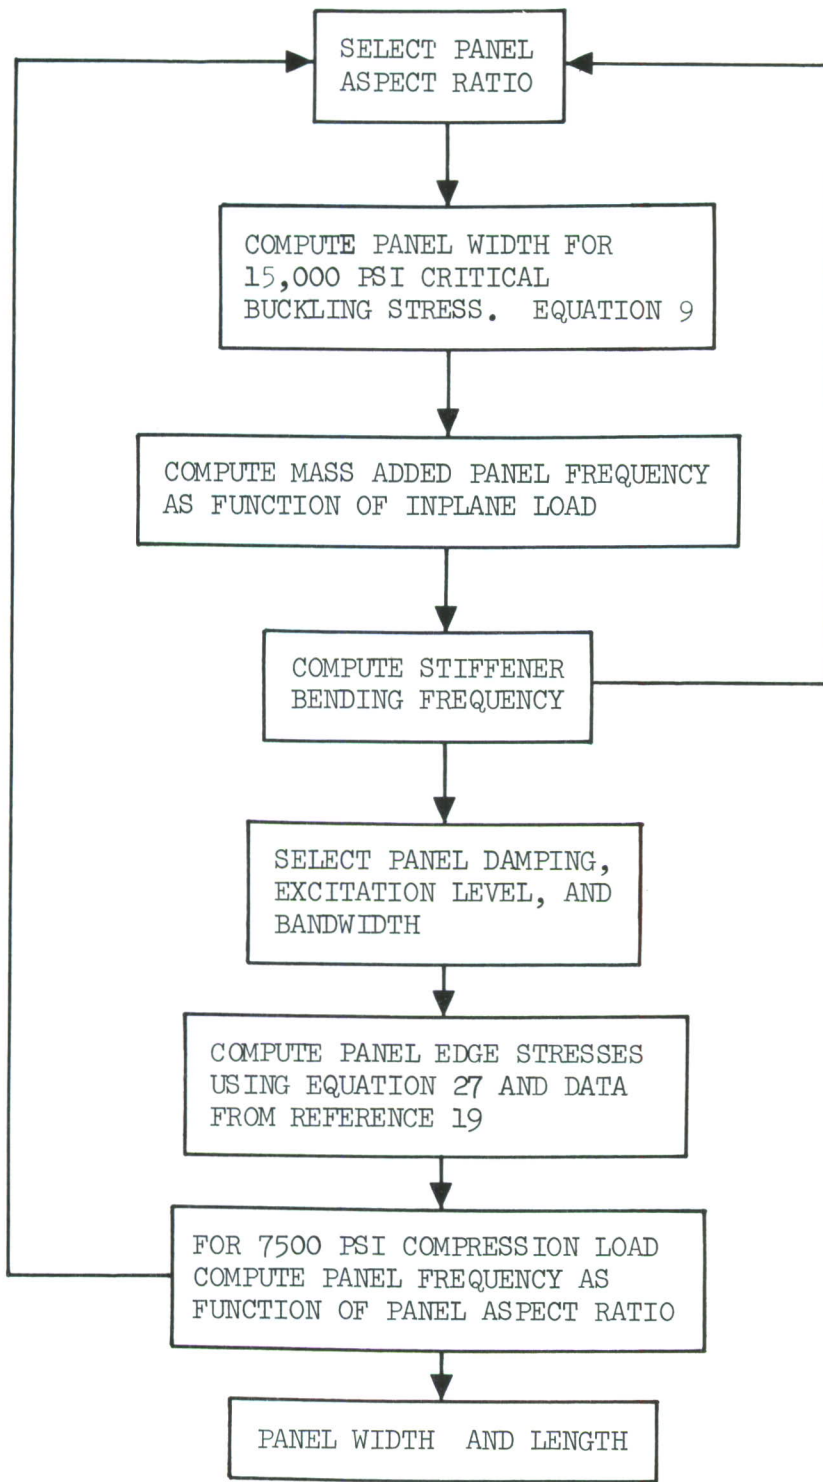 SELECT PANEL
ASPECT RATIO
COMPUTE PANEL WIDTH FOR
15,000 PSI CRITICAL
BUCKLING STRESS. EQUATION 9
COMPUTE MASS ADDED PANEL FREQUENCY
AS FUNCTION OF INPLANE LOAD
COMPUTE STIFFENER
BENDING FREQUENCY
SELECT PANEL DAMPING,
EXCITATION LEVEL, AND
BANDWIDTH
COMPUTE PANEL EDGE STRESSES
USING EQUATION 27 AND DATA
FROM REFERENCE 19
FOR 7500 PSI COMPRESSION LOAD
COMPUTE PANEL FREQUENCY AS
FUNCTION OF PANEL ASPECT RATIO
PANEL WIDTH AND LENGTH